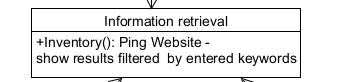 Information retrieval
+Inventory(): Ping Website -
show results filtered by entered keywords